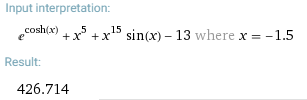 Input interpretation:
e^cosh(x) + x^5 + x^15 sin(x) − 13 where x = −1.5
Result:
426.714